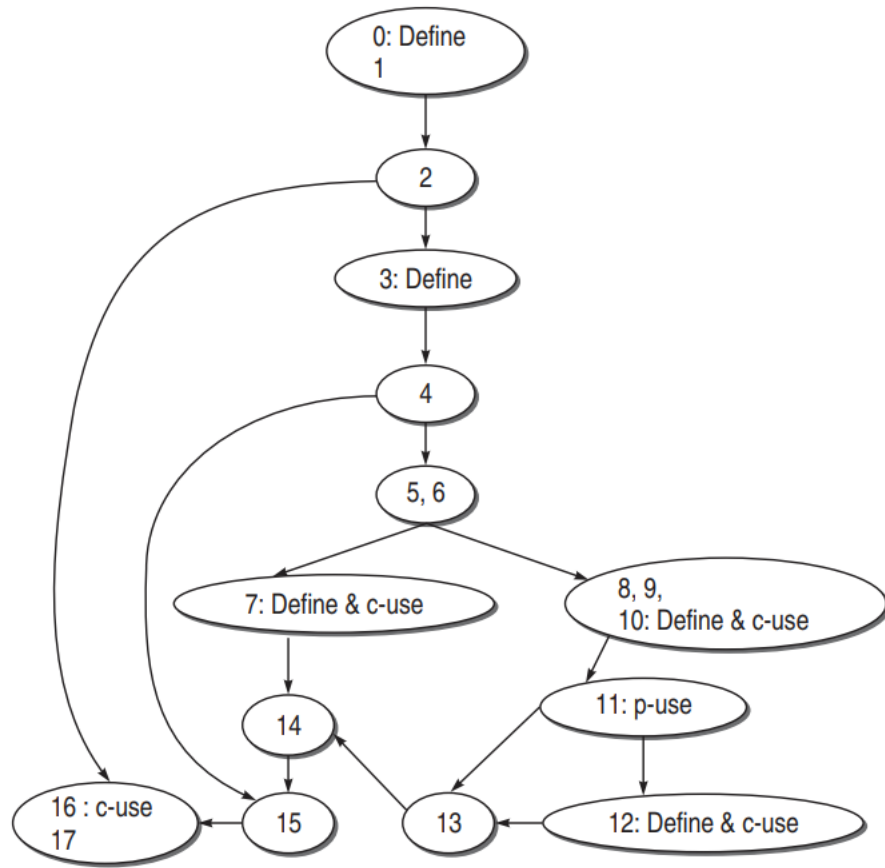 0: Define
1
2
3: Define
4
5, 6
7: Define & c-use
8, 9,
10: Define & c-use
11: p-use
14
16 : c-use
17
15
13
12: Define & c-use